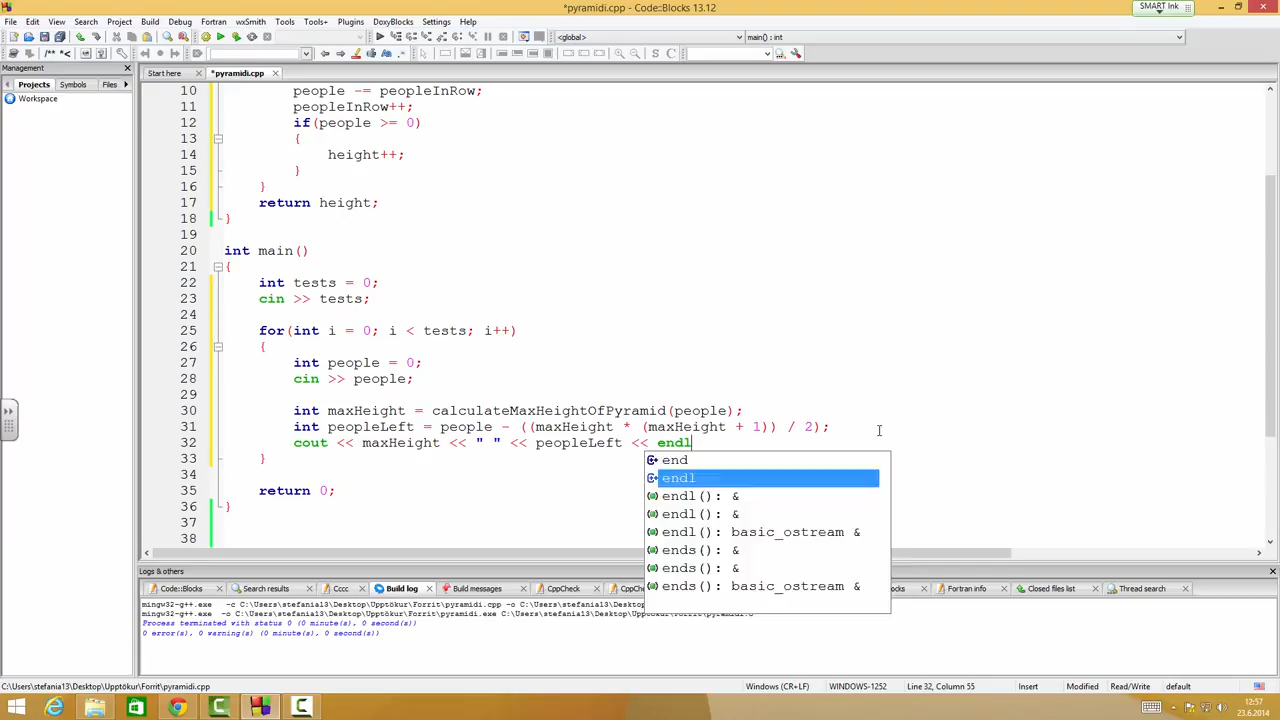 *pyramidi.cpp - Code::Blocks 13.12
SMART Ink
File Edit View Search Project Build Debug Fortran wxSmith Tools Tools+ Plugins DoxyBlocks Settings Help
<global>
main() : int
/** *<
Management
Projects Symbols Files
Workspace
Start here
*pyramidi.cpp
10 people -= peopleInRow;
11 peopleInRow++;
12 if(people >= 0)
13 {
14 height++;
15 }
16 }
17 return height;
18 }
19
20 int main()
21 {
22 int tests = 0;
23 cin >> tests;
24
25 for(int i = 0; i < tests; i++)
26 {
27 int people = 0;
28 cin >> people;
29
30 int maxHeight = calculateMaxHeightOfPyramid(people);
31 int peopleLeft = people - ((maxHeight * (maxHeight + 1)) / 2);
32 cout << maxHeight << " " << peopleLeft << endl
33 }
34
35 return 0;
36 }
37
38
end
endl
endl(): &
endl(): &
endl(): basic_ostream &
ends(): &
ends(): &
ends(): basic_ostream &
Logs & others
Code::Blocks Search results Cccc Build log Build messages CppCheck Fortran info Closed files list Thread search
mingw32-g++.exe -c C:\Users\stefania13\Desktop\Upptökur\Forrit\pyramidi.cpp -o C:\Users\stefania13\Desktop\Upptökur\Forrit
mingw32-g++.exe -o C:\Users\stefania13\Desktop\Upptökur\Forrit\pyramidi.exe C:\Users\stefania13\Desktop\Upptökur\Forrit\pyramidi.o
Process terminated with status 0 (0 minute(s), 0 second(s))
0 error(s), 0 warning(s) (0 minute(s), 0 second(s))
C:\Users\stefania13\Desktop\Upptökur\Forrit\pyramidi.cpp Windows (CR+LF) WINDOWS-1252 Line 32, Column 55 Insert Modified Read/Write default
12:57
23.6.2014